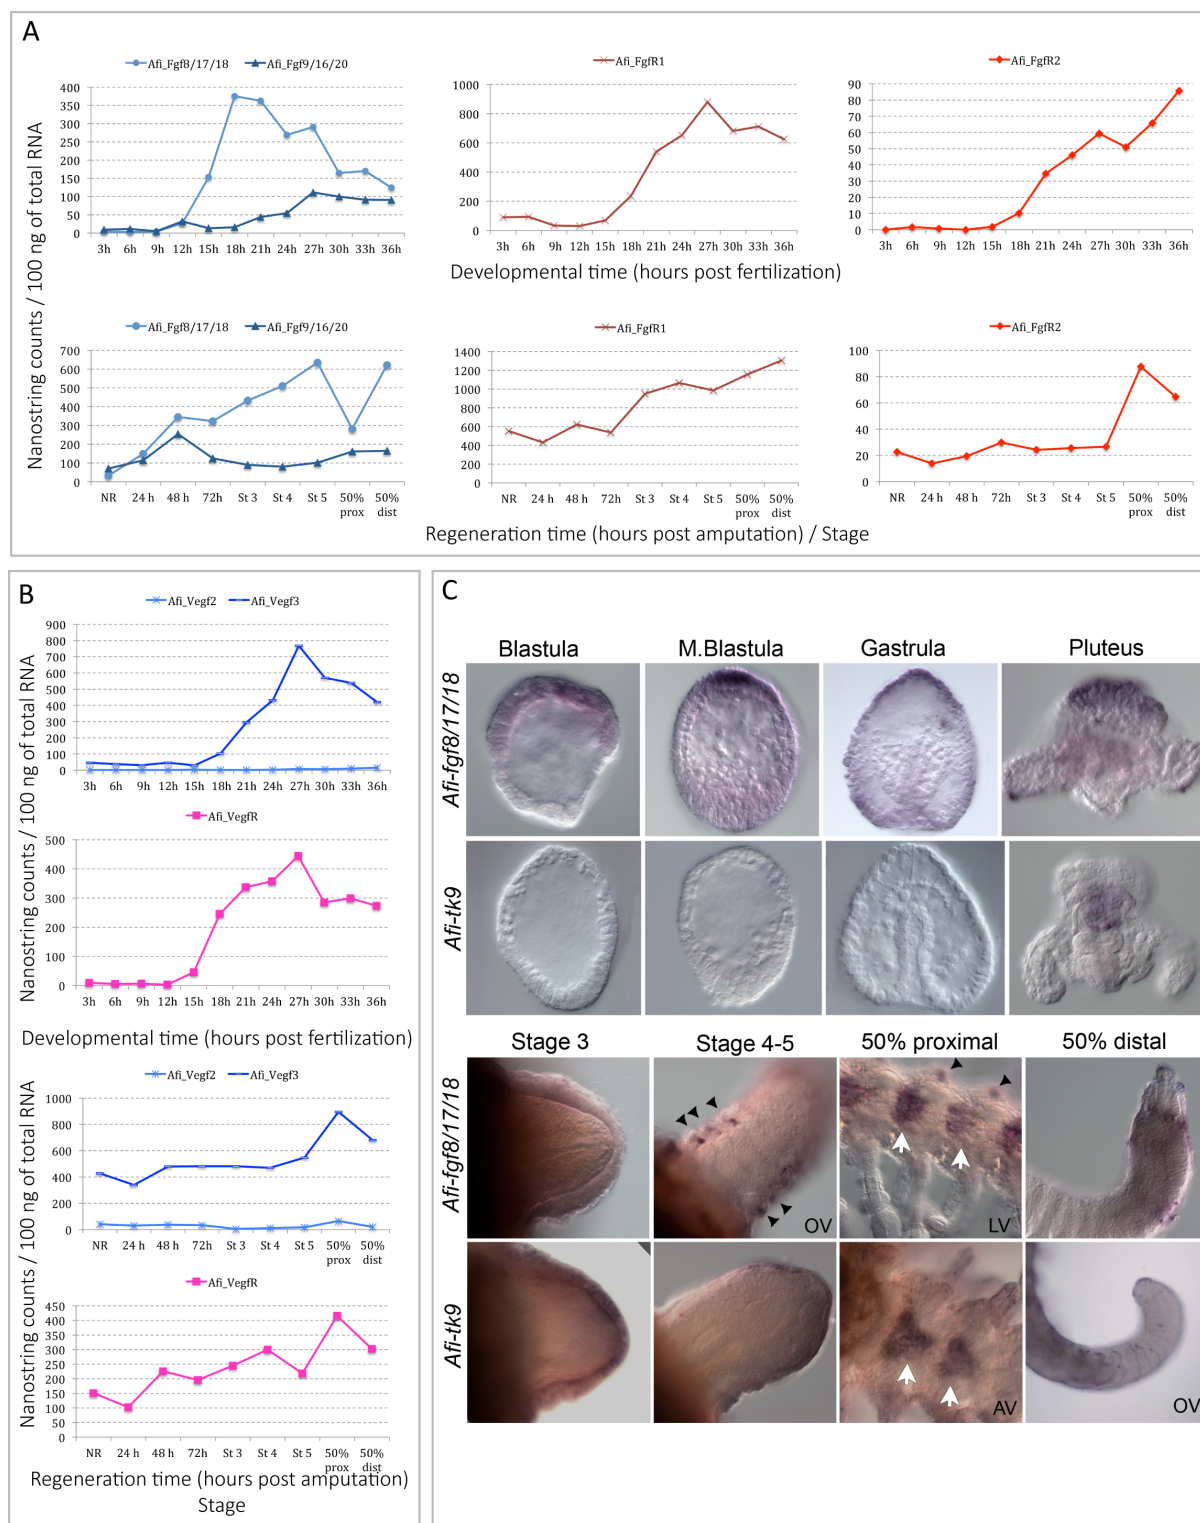 A
Afi_Fgf8/17/18 Afi_Fgf9/16/20
Nanostring counts / 100 ng of total RNA
400
350
300
250
200
150
100
50
0
3h 6h 9h 12h 15h 18h 21h 24h 27h 30h 33h 36h
Afi_FgfR1
1000
800
600
400
200
0
3h 6h 9h 12h 15h 18h 21h 24h 27h 30h 33h 36h
Afi_FgfR2
90
80
70
60
50
40
30
20
10
0
3h 6h 9h 12h 15h 18h 21h 24h 27h 30h 33h 36h
Developmental time (hours post fertilization)
Afi_Fgf8/17/18 Afi_Fgf9/16/20
700
600
500
400
300
200
100
0
NR 24 h 48 h 72h St 3 St 4 St 5 50% 50%
prox dist
Afi_FgfR1
1400
1200
1000
800
600
400
200
0
NR 24 h 48 h 72h St 3 St 4 St 5 50% 50%
prox dist
Afi_FgfR2
100
80
60
40
20
0
NR 24 h 48 h 72h St 3 St 4 St 5 50% 50%
prox dist
Regeneration time (hours post amputation) / Stage
B
Afi_Vegf2 Afi_Vegf3
Nanostring counts / 100 ng of total RNA
900
800
700
600
500
400
300
200
100
0
3h 6h 9h 12h 15h 18h 21h 24h 27h 30h 33h 36h
Afi_VegfR
500
400
300
200
100
0
3h 6h 9h 12h 15h 18h 21h 24h 27h 30h 33h 36h
Developmental time (hours post fertilization)
Afi_Vegf2 Afi_Vegf3
Nanostring counts / 100 ng of total RNA
1000
800
600
400
200
0
NR 24 h 48 h 72h St 3 St 4 St 5 50% 50%
prox dist
Afi_VegfR
450
400
350
300
250
200
150
100
50
0
NR 24 h 48 h 72h St 3 St 4 St 5 50% 50%
prox dist
Regeneration time (hours post amputation)
Stage
C
Blastula M.Blastula Gastrula Pluteus
Afi-fgf8/17/18
Afi-tk9
Stage 3 Stage 4-5 50% proximal 50% distal
Afi-fgf8/17/18
OV LV
Afi-tk9
AV OV